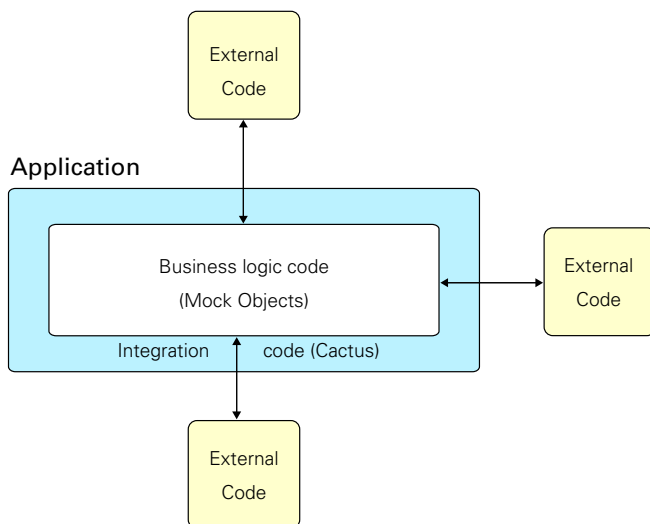 External
Code
Application
Business logic code
(Mock Objects)
External
Code
Integration code (Cactus)
External
Code